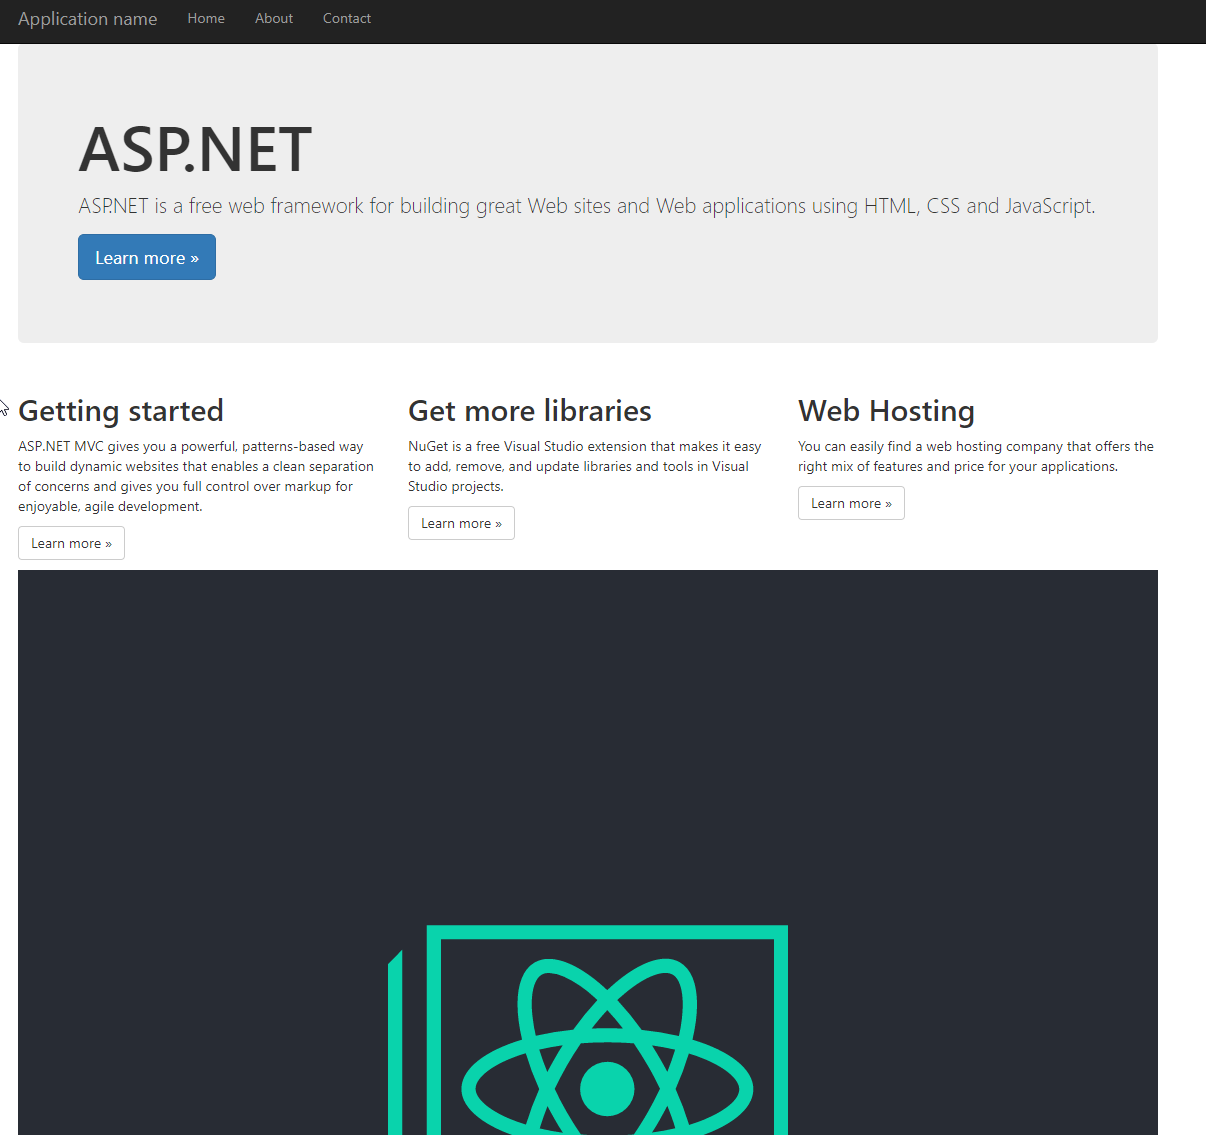 Application name Home About Contact
ASP.NET
ASP.NET is a free web framework for building great Web sites and Web applications using HTML, CSS and JavaScript.
Learn more »
Getting started
ASP.NET MVC gives you a powerful, patterns-based way
to build dynamic websites that enables a clean separation
of concerns and gives you full control over markup for
enjoyable, agile development.
Learn more »
Get more libraries
NuGet is a free Visual Studio extension that makes it easy
to add, remove, and update libraries and tools in Visual
Studio projects.
Learn more »
Web Hosting
You can easily find a web hosting company that offers the
right mix of features and price for your applications.
Learn more »